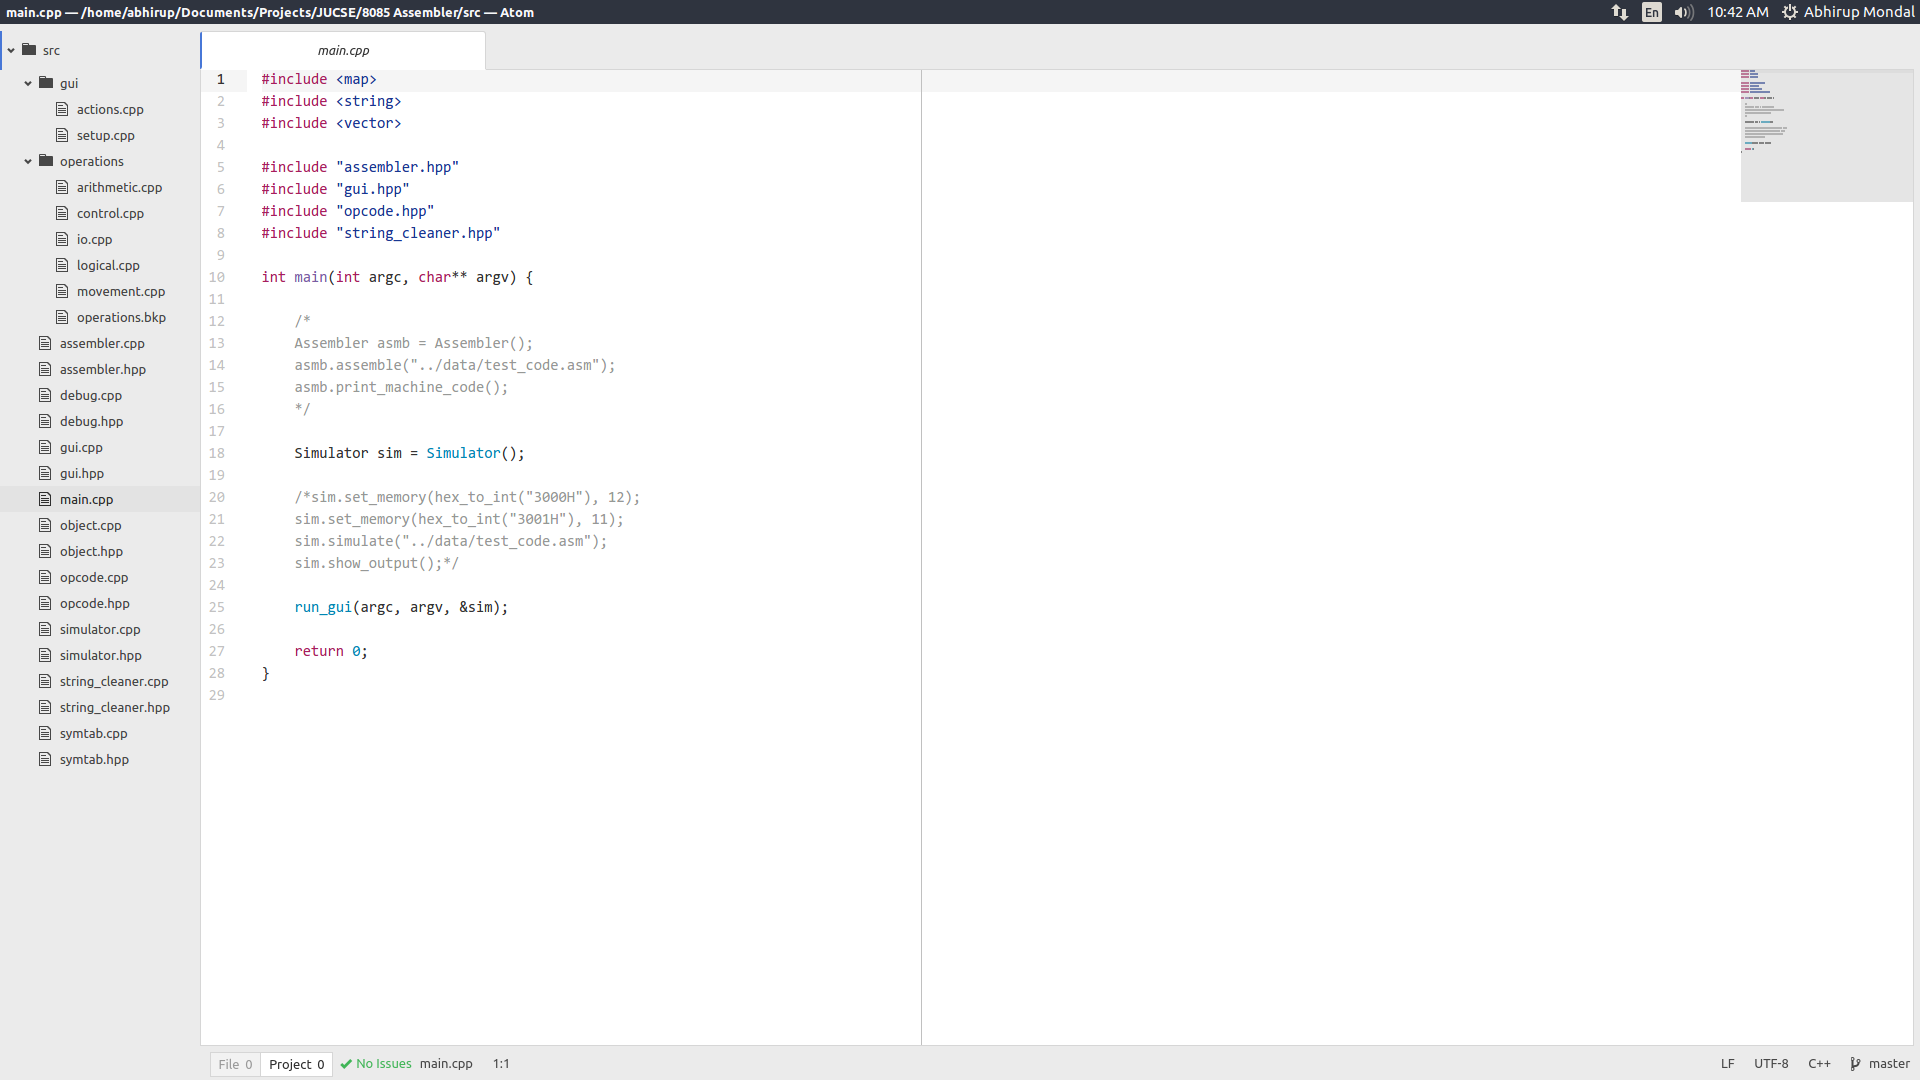 main.cpp — /home/abhirup/Documents/Projects/JUCSE/8085 Assembler/src — Atom
En
10:42 AM
Abhirup Mondal
src
gui
actions.cpp
setup.cpp
operations
arithmetic.cpp
control.cpp
io.cpp
logical.cpp
movement.cpp
operations.bkp
assembler.cpp
assembler.hpp
debug.cpp
debug.hpp
gui.cpp
gui.hpp
main.cpp
object.cpp
object.hpp
opcode.cpp
opcode.hpp
simulator.cpp
simulator.hpp
string_cleaner.cpp
string_cleaner.hpp
symtab.cpp
symtab.hpp
main.cpp
1 #include <map>
2 #include <string>
3 #include <vector>
4
5 #include "assembler.hpp"
6 #include "gui.hpp"
7 #include "opcode.hpp"
8 #include "string_cleaner.hpp"
9
10 int main(int argc, char** argv) {
11
12 /*
13 Assembler asmb = Assembler();
14 asmb.assemble("../data/test_code.asm");
15 asmb.print_machine_code();
16 */
17
18 Simulator sim = Simulator();
19
20 /*sim.set_memory(hex_to_int("3000H"), 12);
21 sim.set_memory(hex_to_int("3001H"), 11);
22 sim.simulate("../data/test_code.asm");
23 sim.show_output();*/
24
25 run_gui(argc, argv, &sim);
26
27 return 0;
28 }
29
File 0 Project 0 No Issues main.cpp 1:1
LF UTF-8 C++ master